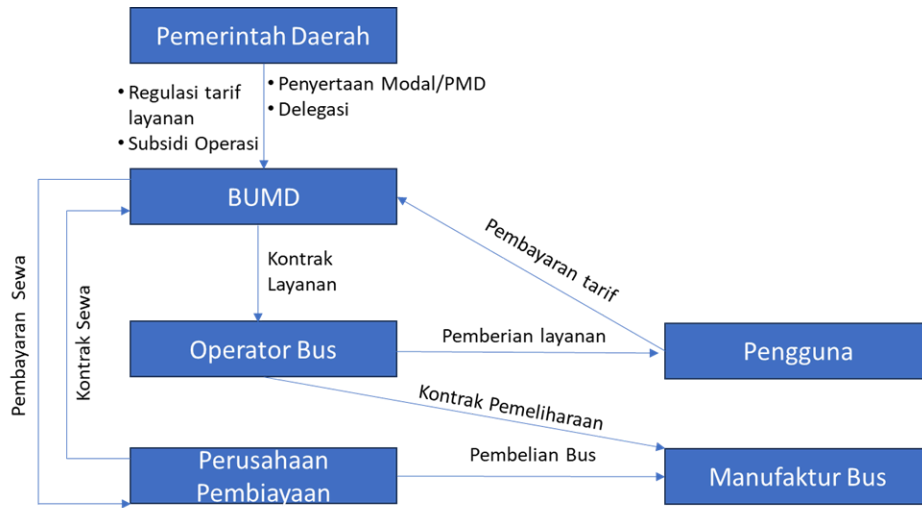 Pemerintah Daerah
• Regulasi tarif
layanan
• Subsidi Operasi
• Penyertaan Modal/PMD
• Delegasi
BUMD
Pembayaran Sewa
Kontrak Sewa
Kontrak
Layanan
Pembayaran tarif
Operator Bus
Pemberian layanan
Pengguna
Kontrak Pemeliharaan
Perusahaan
Pembiayaan
Pembelian Bus
Manufaktur Bus